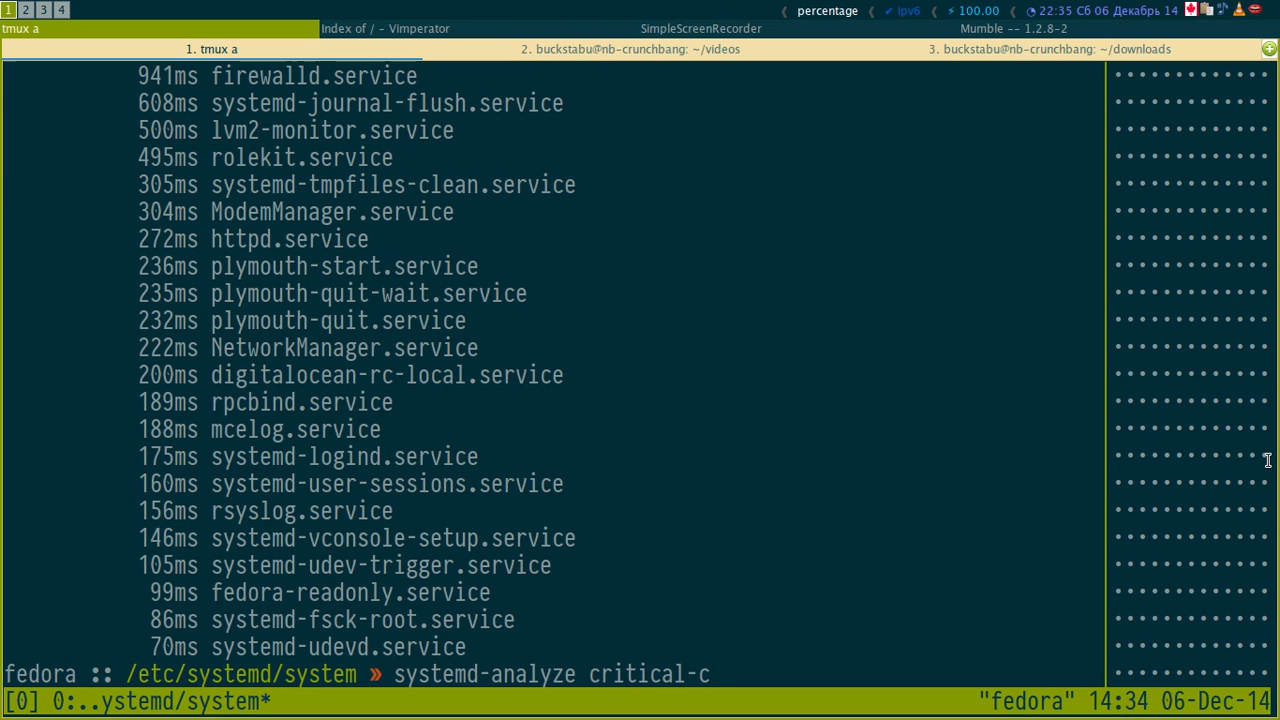 1 2 3 4 percentage ipv6 100.00 22:35 Сб 06 Декабрь 14
tmux a Index of / - Vimperator SimpleScreenRecorder Mumble -- 1.2.8-2
1. tmux a 2. buckstabu@nb-crunchbang: ~/videos 3. buckstabu@nb-crunchbang: ~/downloads
941ms firewalld.service
608ms systemd-journal-flush.service
500ms lvm2-monitor.service
495ms rolekit.service
305ms systemd-tmpfiles-clean.service
304ms ModemManager.service
272ms httpd.service
236ms plymouth-start.service
235ms plymouth-quit-wait.service
232ms plymouth-quit.service
222ms NetworkManager.service
200ms digitalocean-rc-local.service
189ms rpcbind.service
188ms mcelog.service
175ms systemd-logind.service
160ms systemd-user-sessions.service
156ms rsyslog.service
146ms systemd-vconsole-setup.service
105ms systemd-udev-trigger.service
99ms fedora-readonly.service
86ms systemd-fsck-root.service
70ms systemd-udevd.service
fedora :: /etc/systemd/system » systemd-analyze critical-c
[0] 0:..ystemd/system* "fedora" 14:34 06-Dec-14